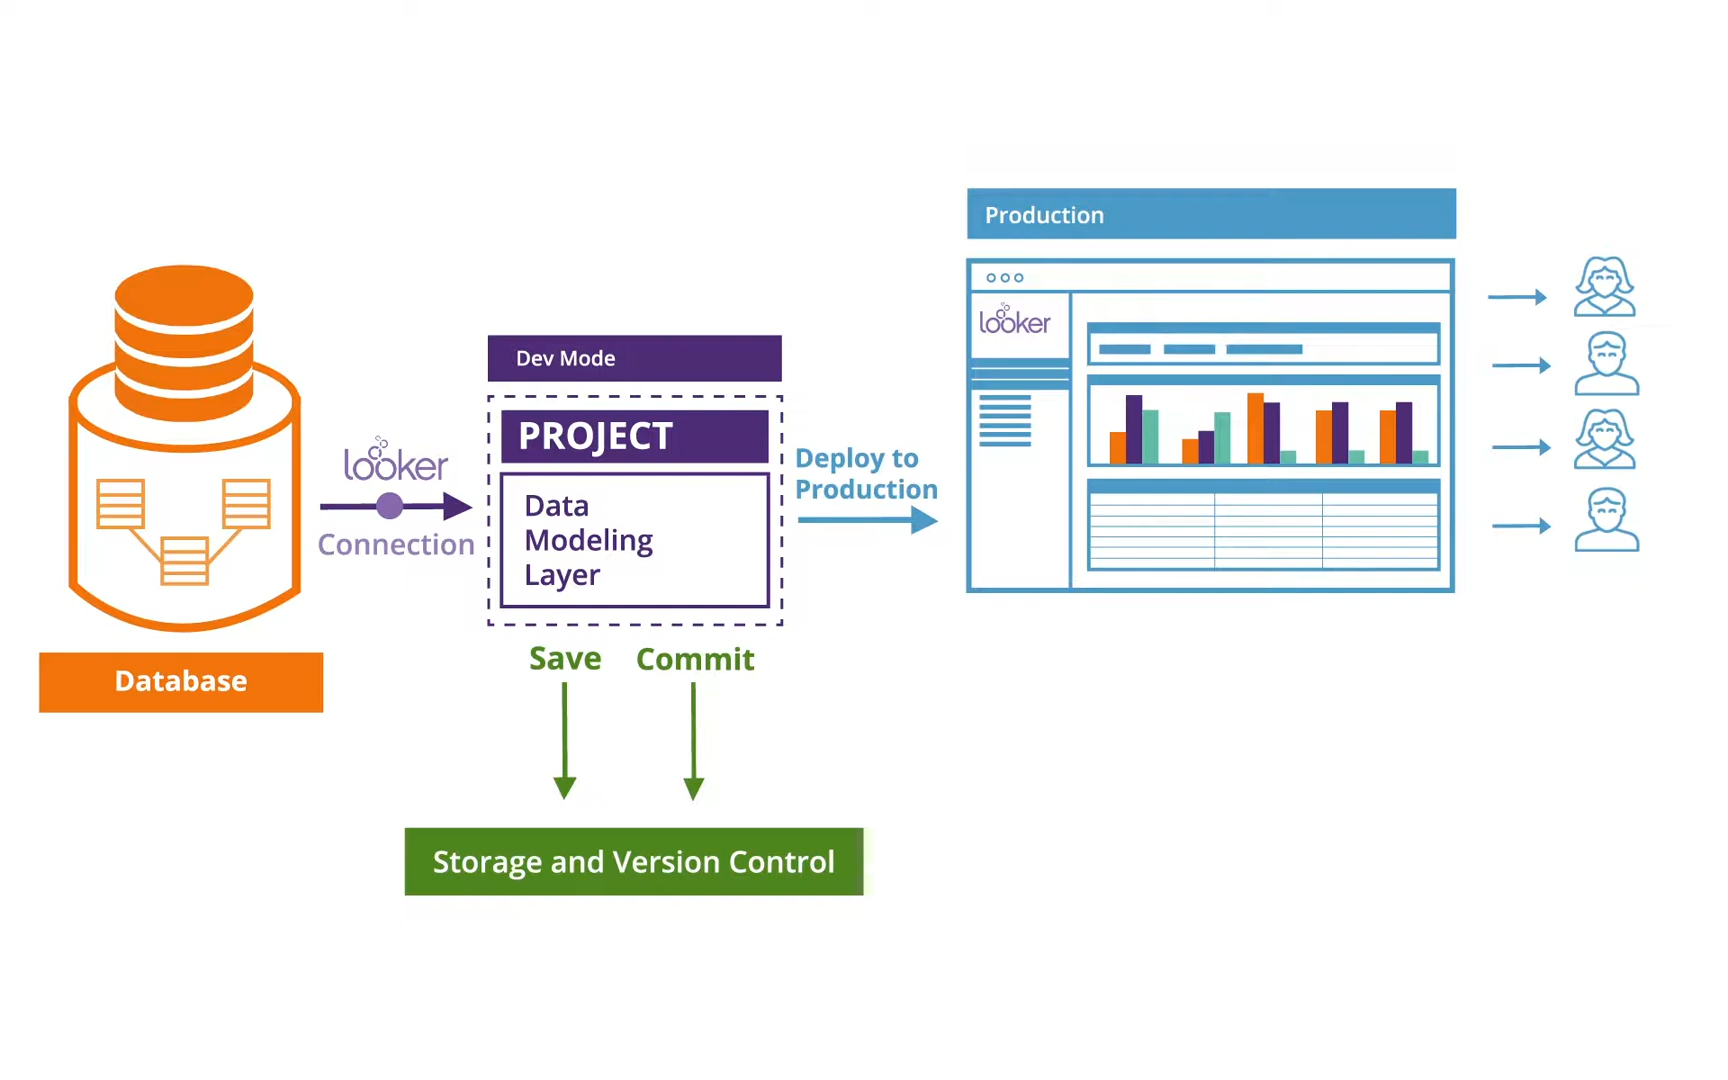 Production
looker
Dev Mode
PROJECT
Data
Modeling
Layer
looker
Connection
Deploy to
Production
Save Commit
Database
Storage and Version Control